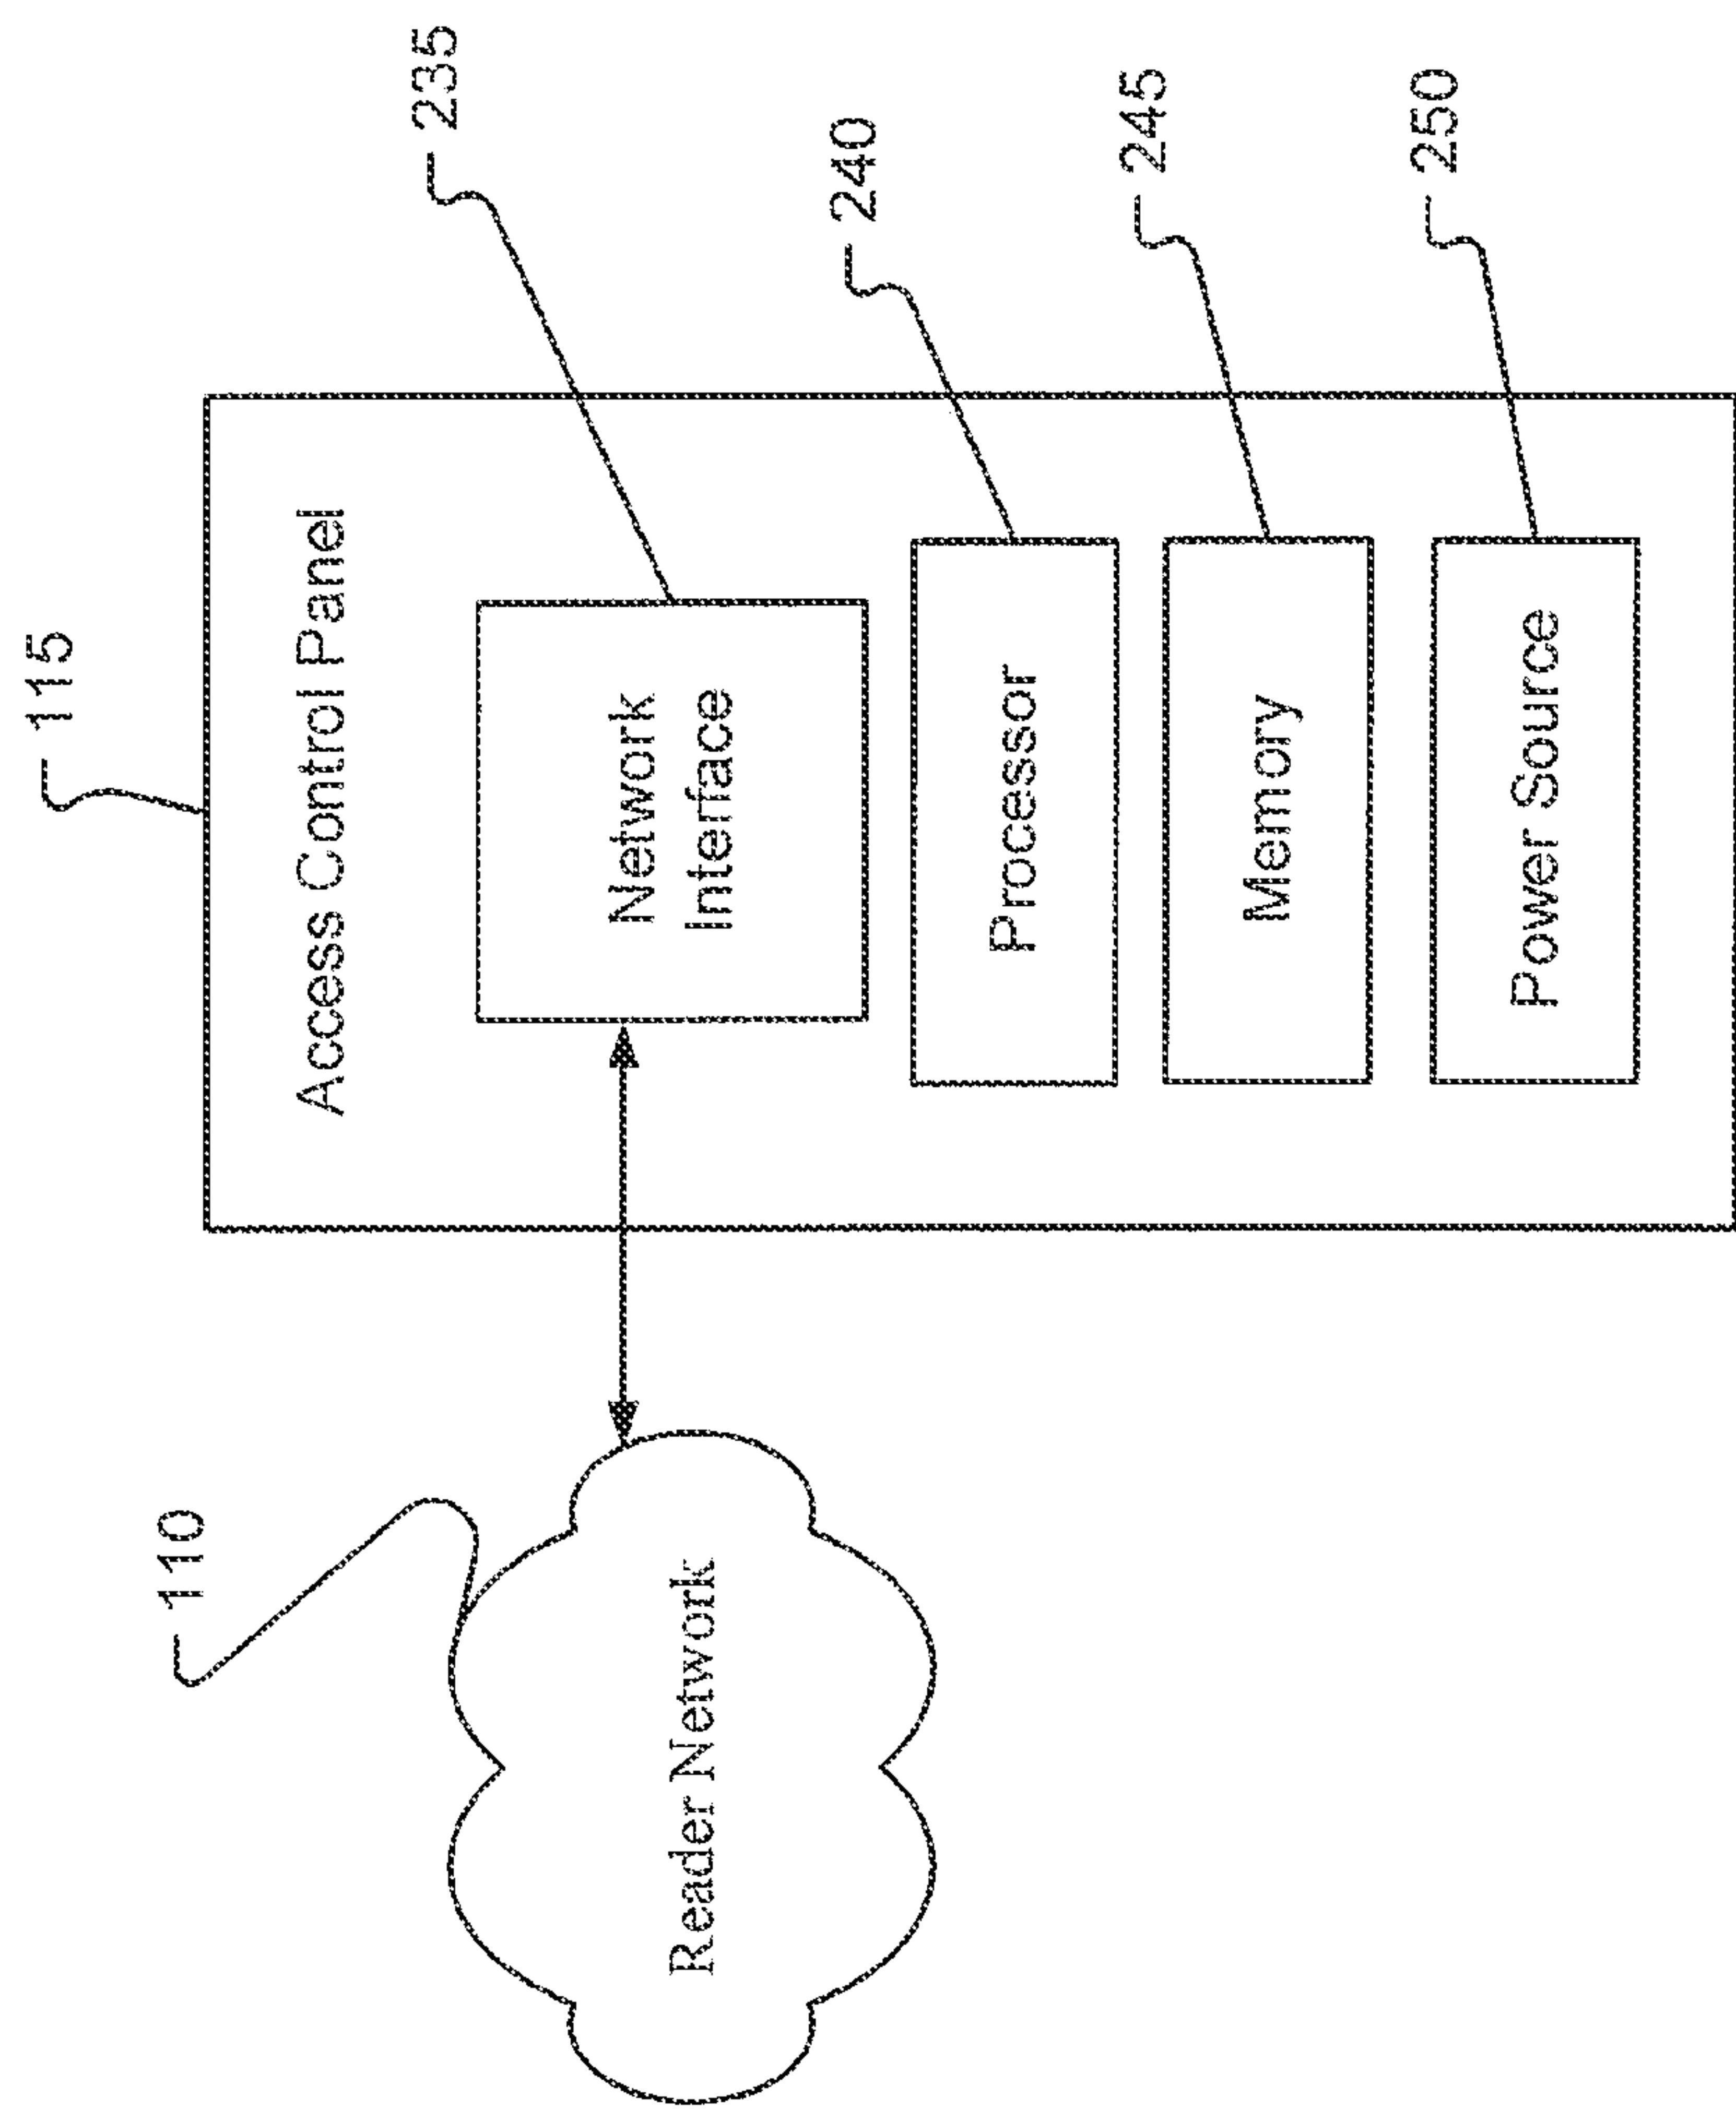 115
Access Control Panel
110
235
Network
Interface
Reader Network
240
Processor
245
Memory
250
Power Source